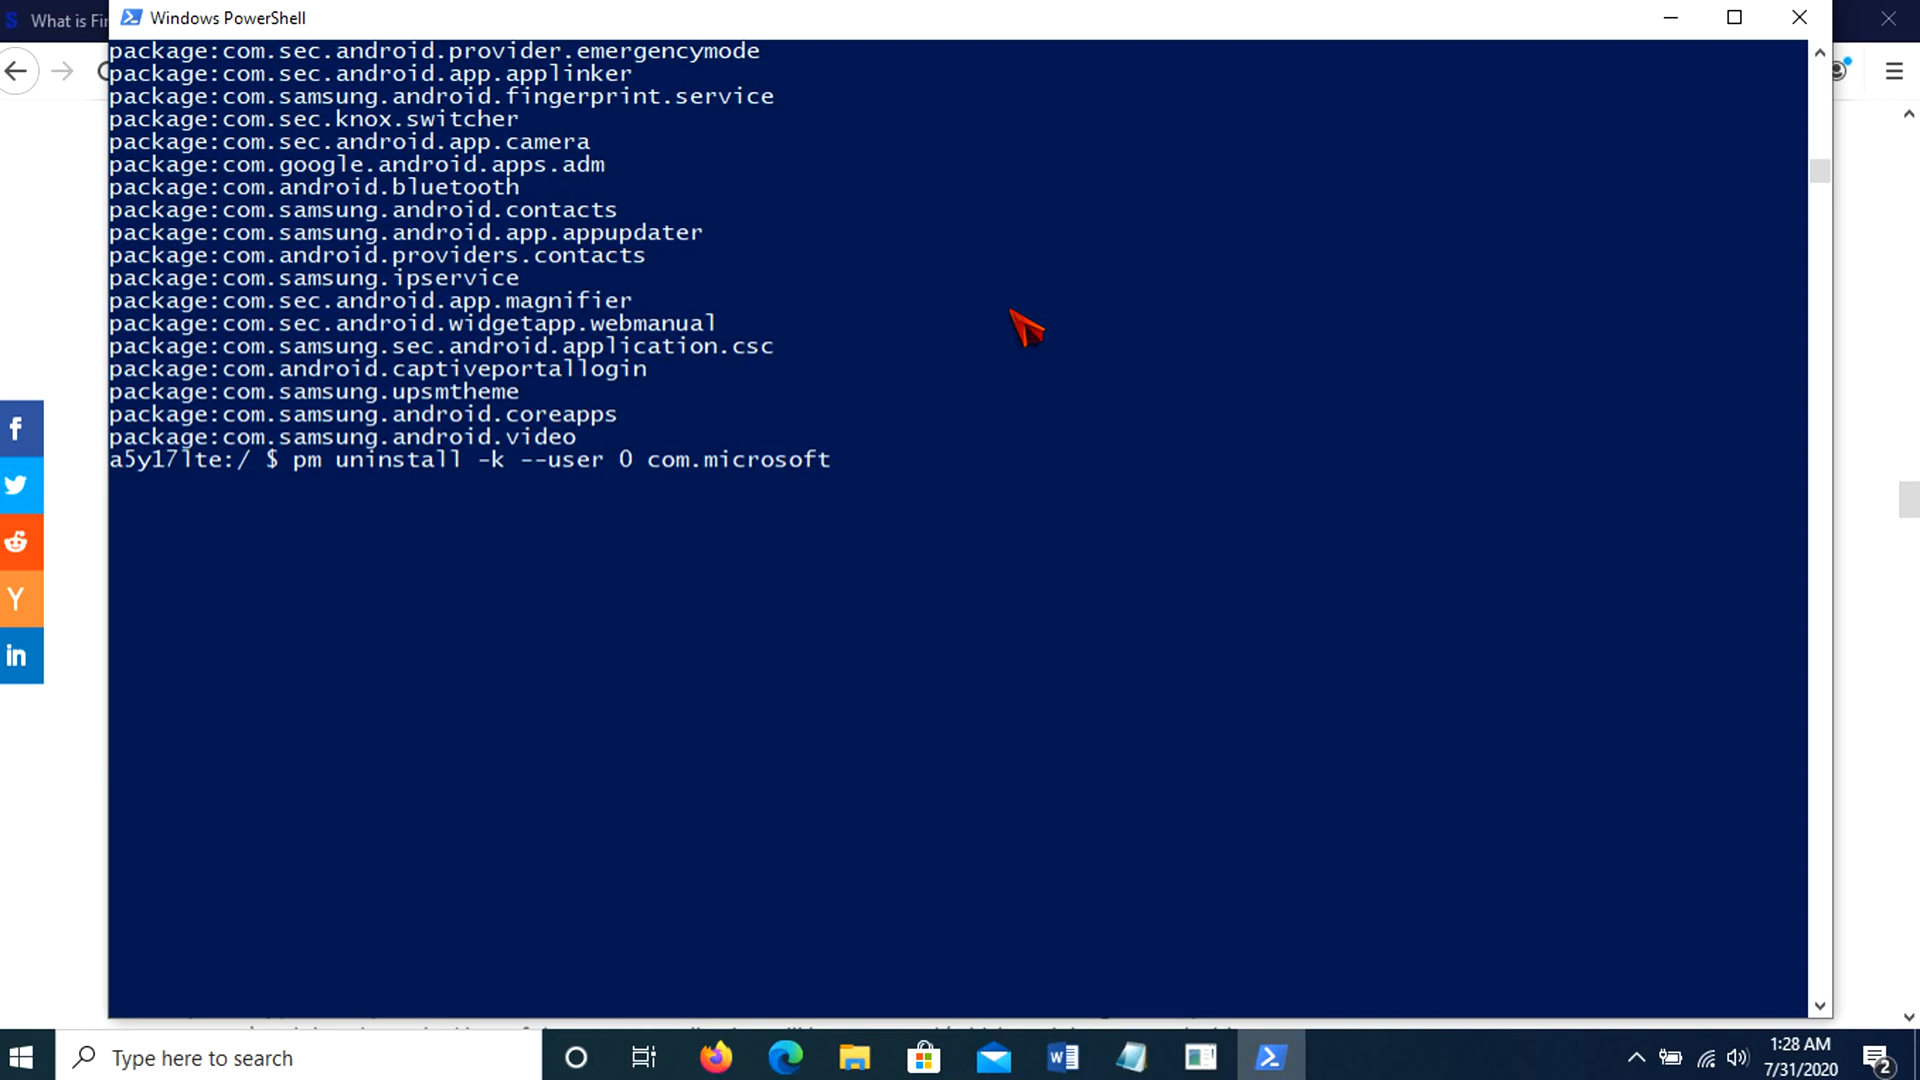 What is Fi
Windows PowerShell
package:com.sec.android.provider.emergencymode
package:com.sec.android.app.applinker
package:com.samsung.android.fingerprint.service
package:com.sec.knox.switcher
package:com.sec.android.app.camera
package:com.google.android.apps.adm
package:com.android.bluetooth
package:com.samsung.android.contacts
package:com.samsung.android.app.appupdater
package:com.android.providers.contacts
package:com.samsung.ipservice
package:com.sec.android.app.magnifier
package:com.sec.android.widgetapp.webmanual
package:com.samsung.sec.android.application.csc
package:com.android.captiveportallogin
package:com.samsung.upsmtheme
package:com.samsung.android.coreapps
package:com.samsung.android.video
a5y17lte:/ $ pm uninstall -k --user 0 com.microsoft
Type here to search
1:28 AM
7/31/2020
2